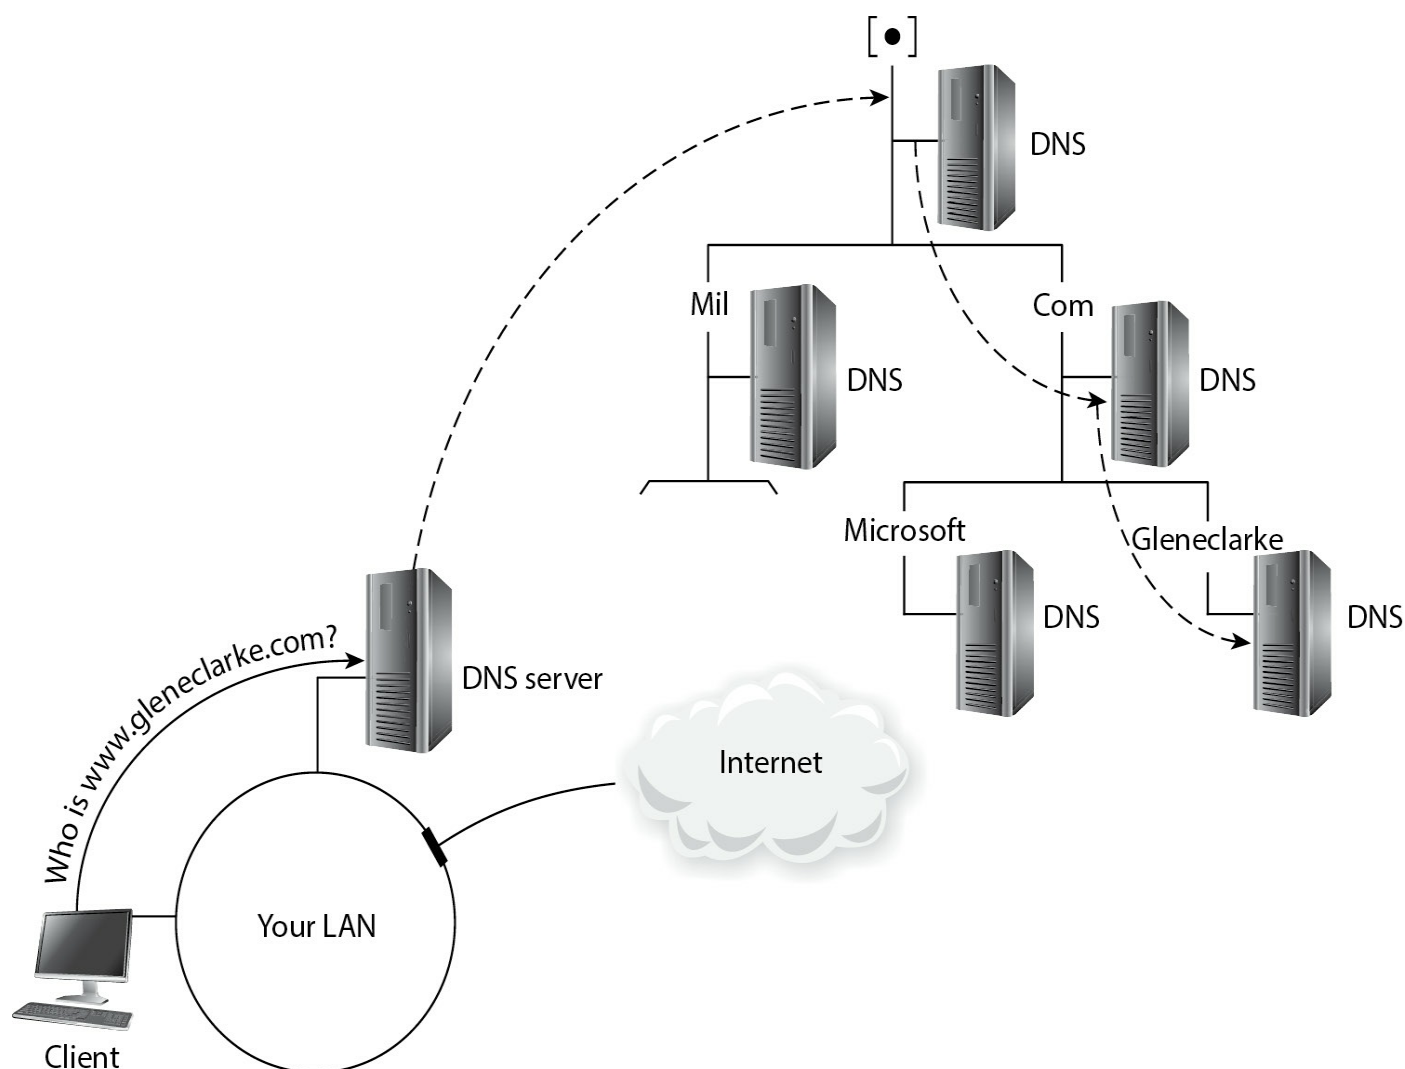 [•]
DNS
Mil
DNS
Com
DNS
Microsoft
DNS
Gleneclarke
DNS
Who is www.gleneclarke.com?
DNS server
Internet
Your LAN
Client